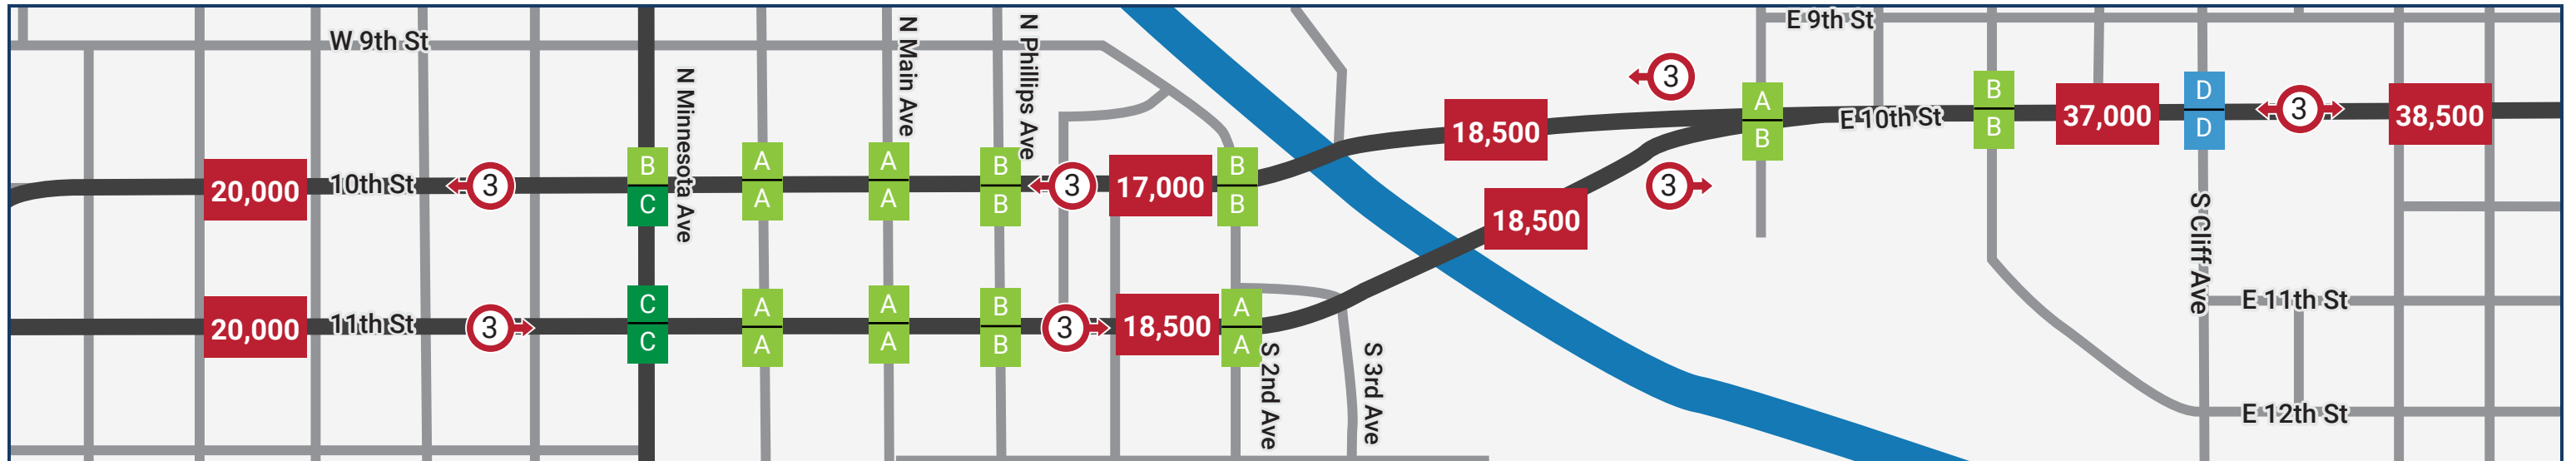 W 9th St
N Main Ave
N Phillips Ave
E 9th St
N Minnesota Ave
3
A
B
B
B
37,000
D
D
3
38,500
18,500
E 10th St
20,000
10th St
3
B
C
A
A
A
A
B
B
3
17,000
B
B
3
18,500
S Cliff Ave
20,000
11th St
3
C
C
A
A
A
A
B
B
3
18,500
A
A
S 2nd Ave
S 3rd Ave
E 11th St
E 12th St